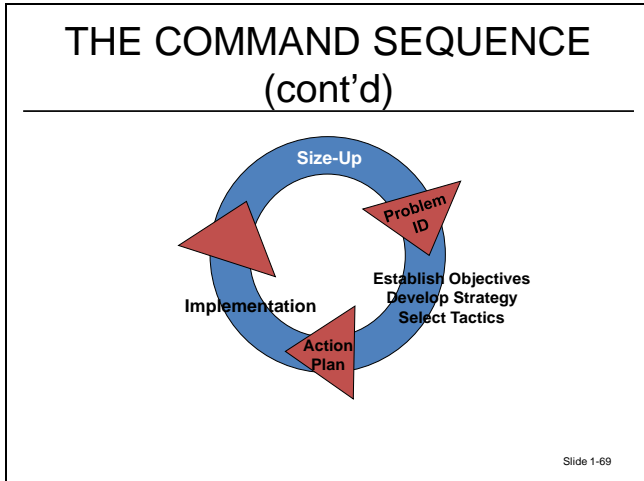 THE COMMAND SEQUENCE
(cont’d)
Size-Up
Problem
ID
Establish Objectives
Develop Strategy
Select Tactics
Implementation
Action
Plan
Slide 1-69